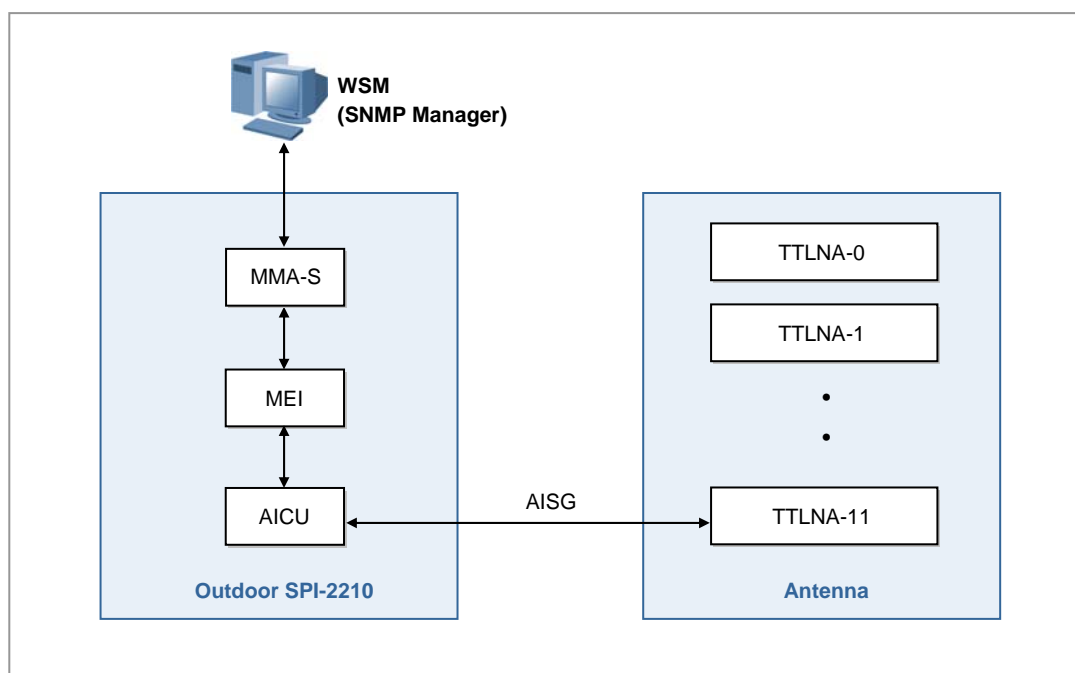 WSM
(SNMP Manager)
MMA-S
MEI
AICU
Outdoor SPI-2210
AISG
TTLNA-0
TTLNA-1
TTLNA-11
Antenna